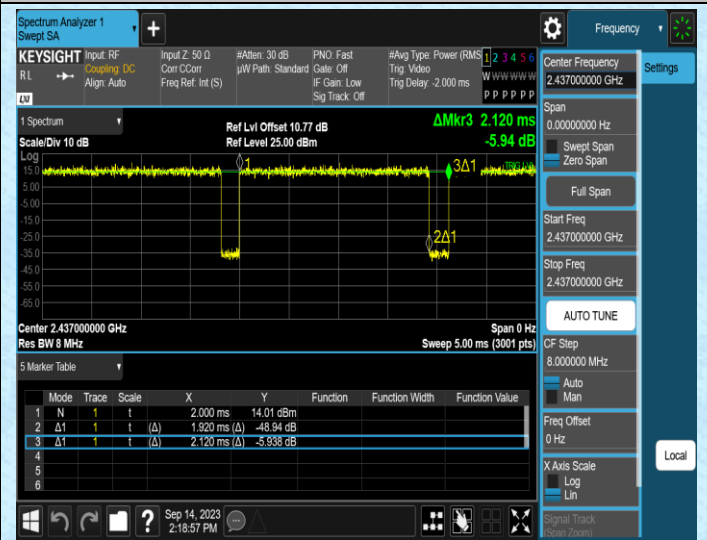 Spectrum Analyzer 1
Swept SA
Frequency
KEYSIGHT
RL
LXI
Input: RF
Coupling: DC
Align: Auto
Input Z: 50 Ω
Corr CCorr
Freq Ref: Int (S)
#Atten: 30 dB
µW Path: Standard
PNO: Fast
Gate: Off
IF Gain: Low
Sig Track: Off
#Avg Type: Power (RMS
Trig: Video
Trig Delay: -2.000 ms
1 2 3 4 5 6
W W W W W W
P P P P P P
1 Spectrum
Scale/Div 10 dB
Log
Ref Lvl Offset 10.77 dB
Ref Level 25.00 dBm
ΔMkr3 2.120 ms
-5.94 dB
15.0
5.00
-5.00
-15.0
-25.0
-35.0
-45.0
-55.0
-65.0
1
3Δ1
2Δ1
Center 2.437000000 GHz
Res BW 8 MHz
Span 0 Hz
Sweep 5.00 ms (3001 pts)
5 Marker Table
Mode Trace Scale X Y Function Function Width Function Value
1 N 1 t 2.000 ms 14.01 dBm
2 Δ1 1 t (Δ) 1.920 ms (Δ) -48.94 dB
3 Δ1 1 t (Δ) 2.120 ms (Δ) -5.938 dB
4
5
6
Sep 14, 2023
2:18:57 PM
Center Frequency
2.437000000 GHz
Span
0.00000000 Hz
Swept Span
Zero Span
Full Span
Start Freq
2.437000000 GHz
Stop Freq
2.437000000 GHz
AUTO TUNE
CF Step
8.000000 MHz
Auto
Man
Freq Offset
0 Hz
X Axis Scale
Log
Lin
Signal Track
(Span Zoom)
Settings
Local